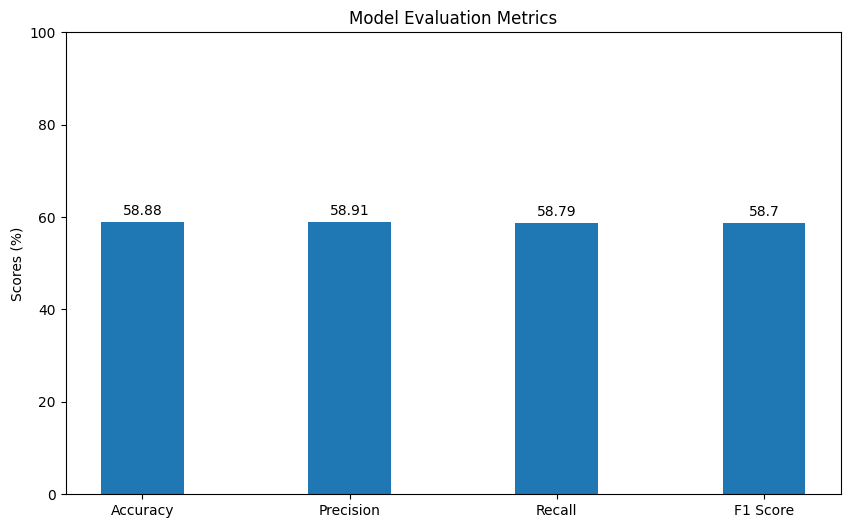 Model Evaluation Metrics
100
80
60
40
20
0
Scores (%)
58.88
58.91
58.79
58.7
Accuracy
Precision
Recall
F1 Score